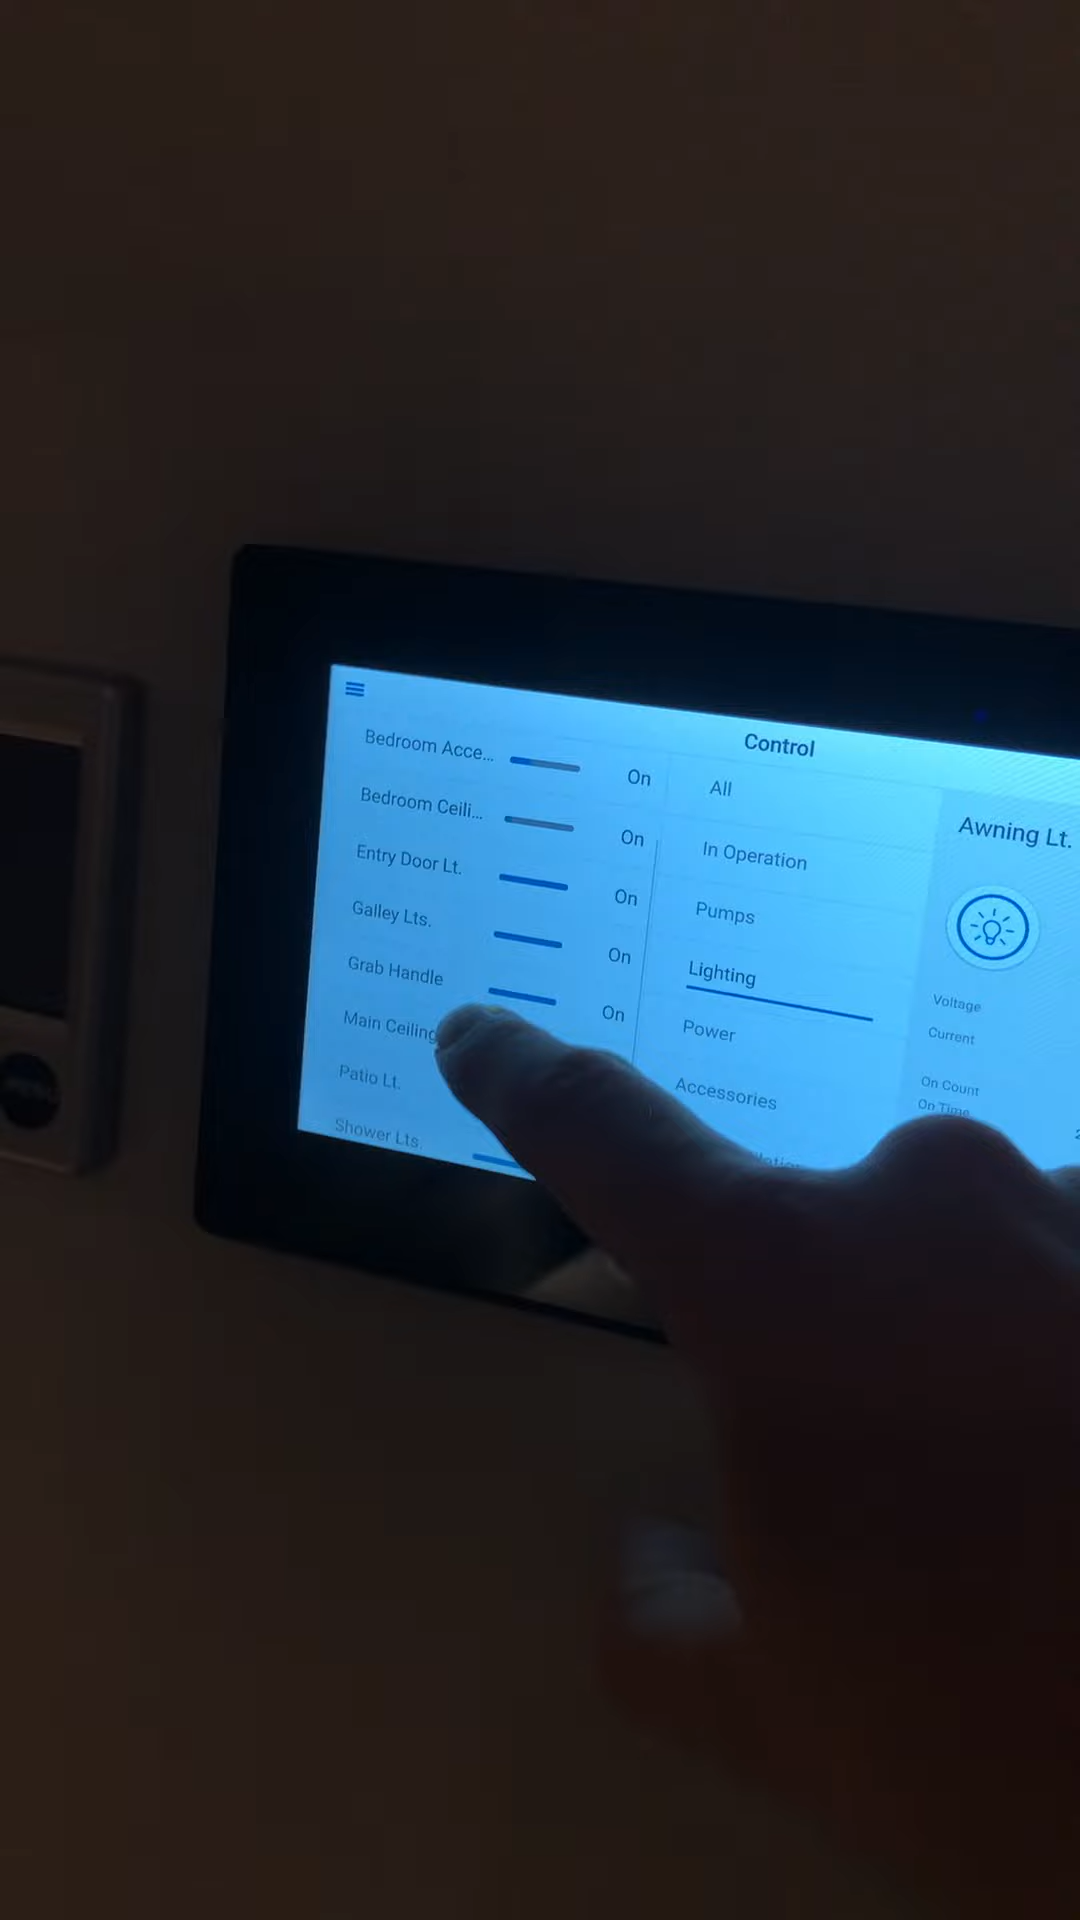 Control
Bedroom Acce...
On
Bedroom Ceili...
On
Entry Door Lt.
On
Galley Lts.
On
Grab Handle
On
Main Ceiling
Patio Lt.
Shower Lts.
All
In Operation
Pumps
Lighting
Power
Accessories
Awning Lt.
Voltage
Current
On Count
On Time